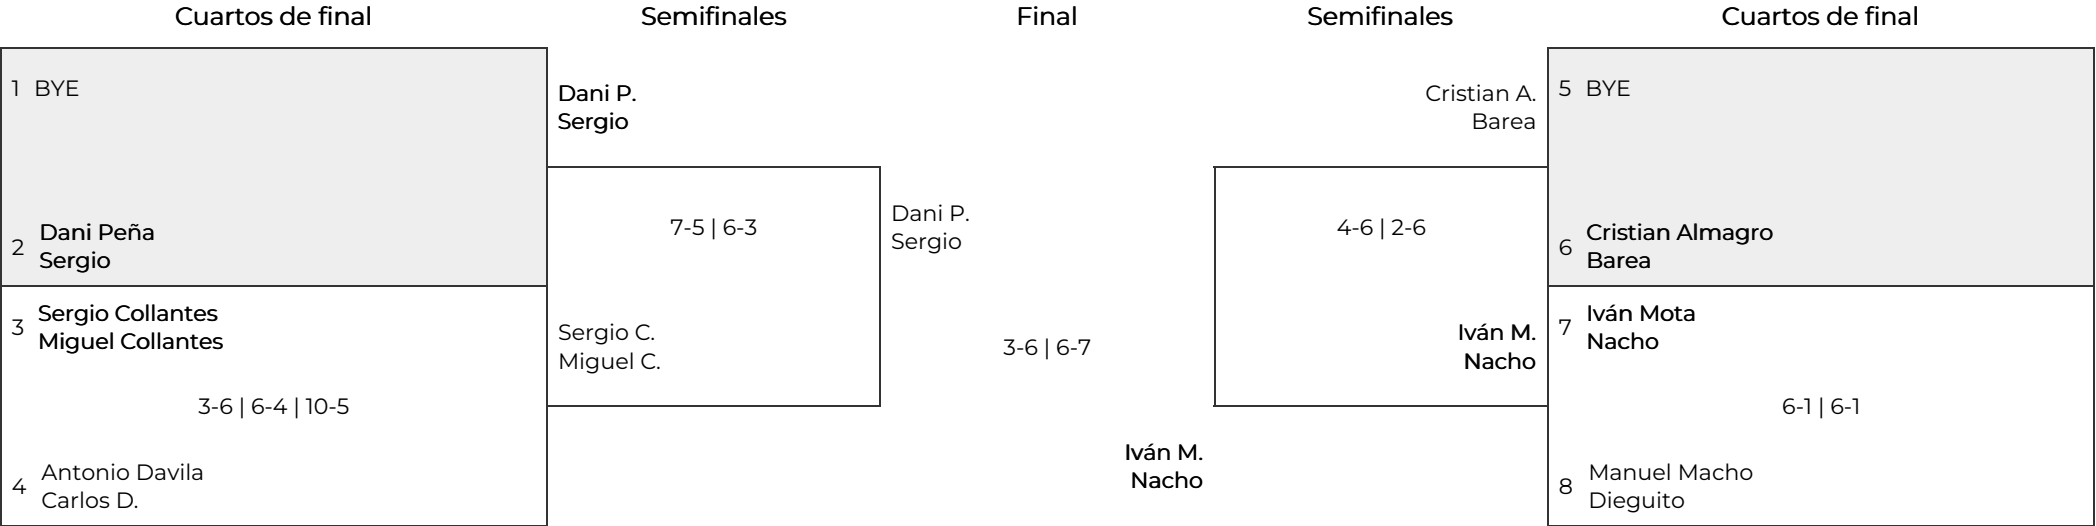 Cuartos de final
Semifinales
Final
Semifinales
Cuartos de final
1 BYE
2 Dani Peña
Sergio
3 Sergio Collantes
Miguel Collantes
3-6 | 6-4 | 10-5
4 Antonio Davila
Carlos D.
Dani P.
Sergio
7-5 | 6-3
Sergio C.
Miguel C.
Dani P.
Sergio
3-6 | 6-7
Iván M.
Nacho
Cristian A.
Barea
4-6 | 2-6
Iván M.
Nacho
5 BYE
6 Cristian Almagro
Barea
7 Iván Mota
Nacho
6-1 | 6-1
8 Manuel Macho
Dieguito